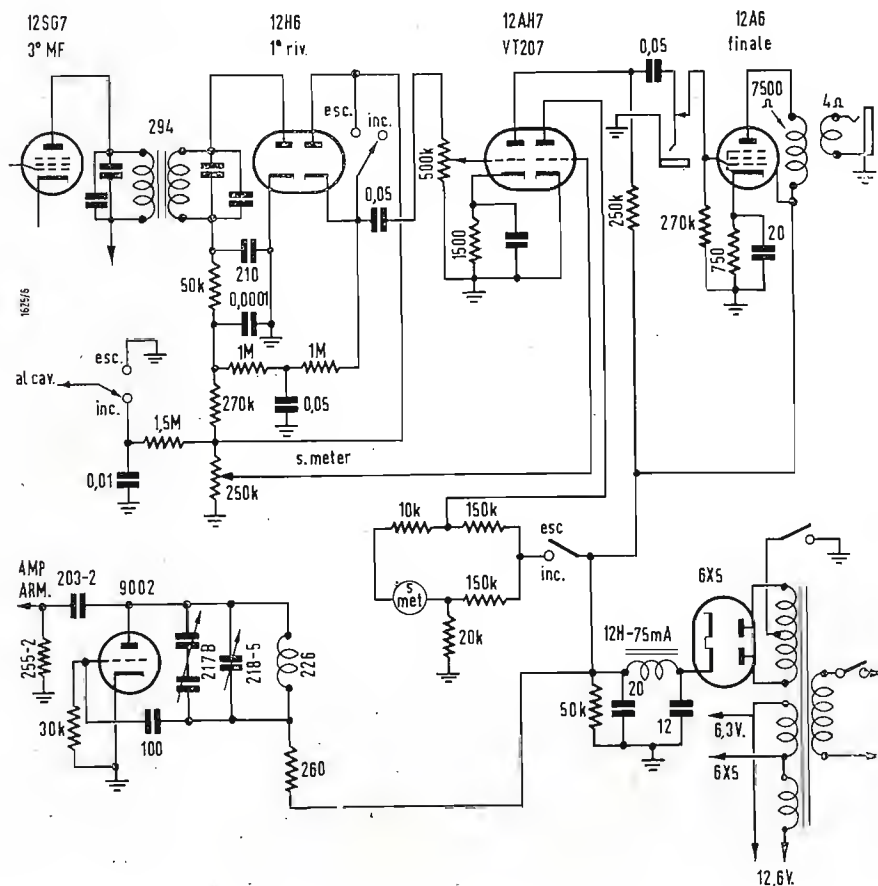 12SG7
3° MF
12H6
1ª riv.
12AH7
VT207
12A6
finale
294
esc.
inc.
0,05
500k
0,05
7500
Ω
4Ω
250k
270k
1500
750
20
210
50k
0,0001
1625/6
1M
1M
esc.
al cav.
inc.
270k
0,05
1,5M
0,01
s.meter
250k
10k
150k
esc
inc.
s
met
150k
20k
AMP
ARM.
203-2
9002
255-2
217B
218-5
226
30k
100
260
6X5
12H-75mA
20
50k
12
6,3V.
6X5
12,6V.